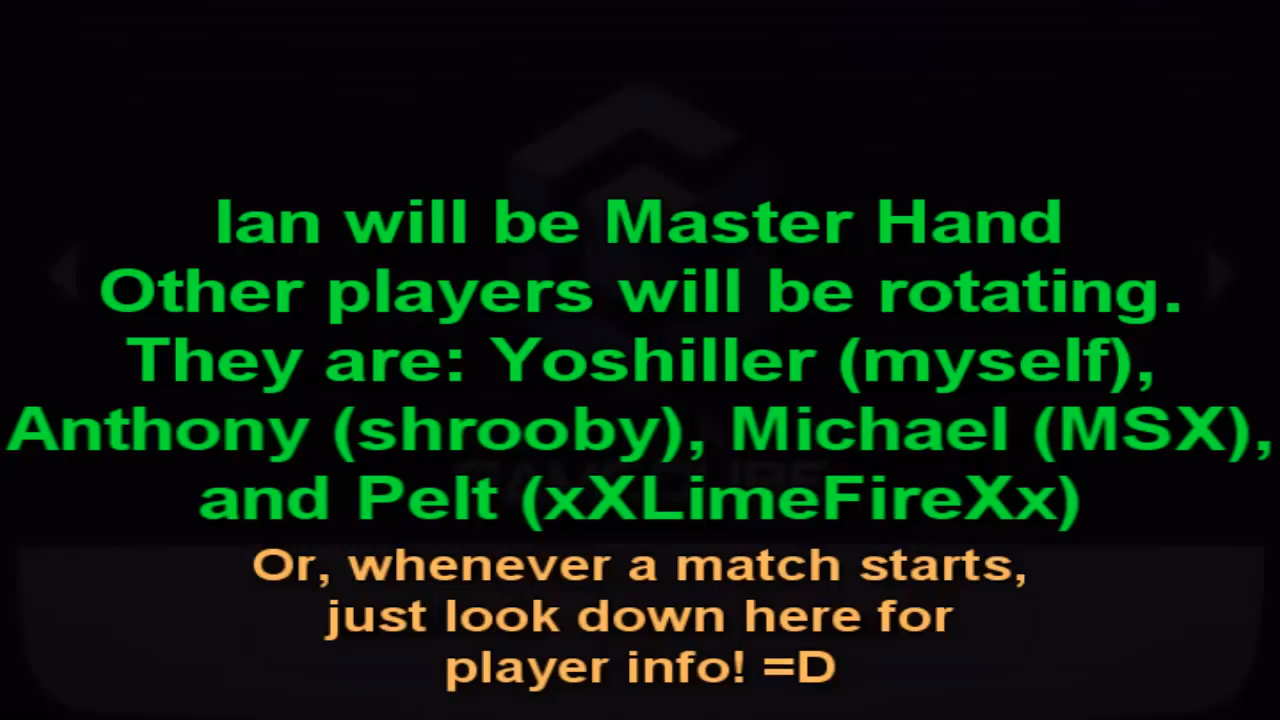 Ian will be Master Hand
Other players will be rotating.
They are: Yoshiller (myself),
Anthony (shrooby), Michael (MSX),
and Pelt (xXLimeFireXx)
Or, whenever a match starts,
just look down here for
player info! =D